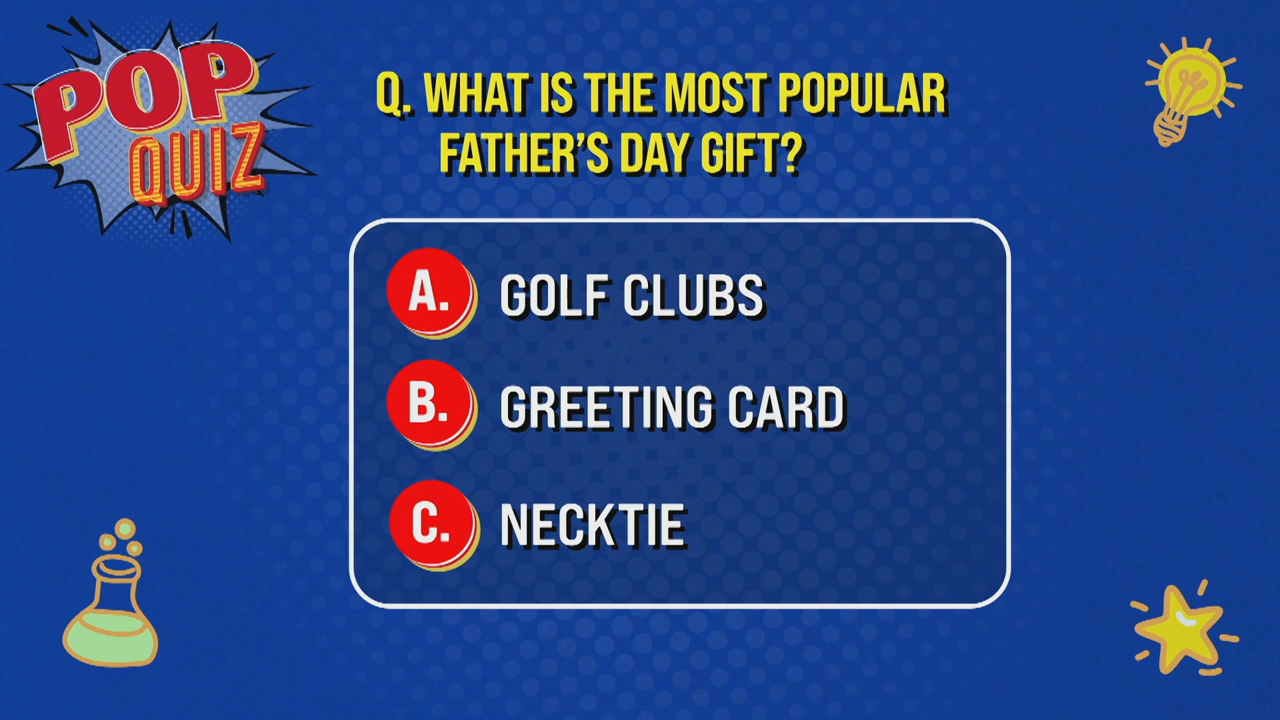 POP
QUIZ
Q. WHAT IS THE MOST POPULAR
FATHER'S DAY GIFT?
A. GOLF CLUBS
B. GREETING CARD
C. NECKTIE